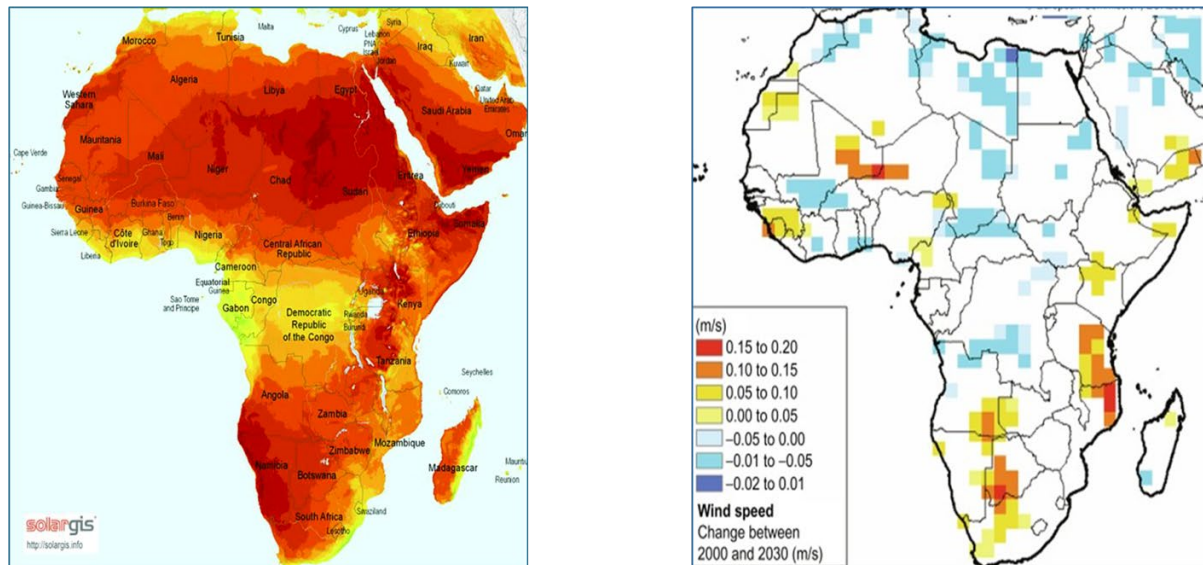 Malta
Cyprus
Syria
Lebanon
PNA
Israel
Jordan
Iraq
Iran
Kuwait
Morocco
Tunisia
Algeria
Libya
Egypt
Western
Sahara
Qatar
United Arab
Emirates
Saudi Arabia
Oman
Mauritania
Mali
Niger
Chad
Sudan
Eritrea
Yemen
Cape Verde
Senegal
Gambia
Guinea-Bissau
Guinea
Burkina Faso
Benin
Djibouti
Somalia
Sierra Leone
Côte
d'Ivoire
Ghana
Togo
Nigeria
Liberia
Central African
Republic
Ethiopia
Cameroon
Equatorial
Guinea
Sao Tome
and Principe
Gabon
Congo
Uganda
Kenya
Democratic
Republic
of the Congo
Rwanda
Burundi
Tanzania
Seychelles
Comoros
Angola
Zambia
Mozambique
Zimbabwe
Namibia
Botswana
Madagascar
Reunion
South Africa
Swaziland
Lesotho
solargis
http://solargis.info
(m/s)
0.15 to 0.20
0.10 to 0.15
0.05 to 0.10
0.00 to 0.05
–0.05 to 0.00
–0.01 to –0.05
–0.02 to 0.01
Wind speed
Change between
2000 and 2030 (m/s)